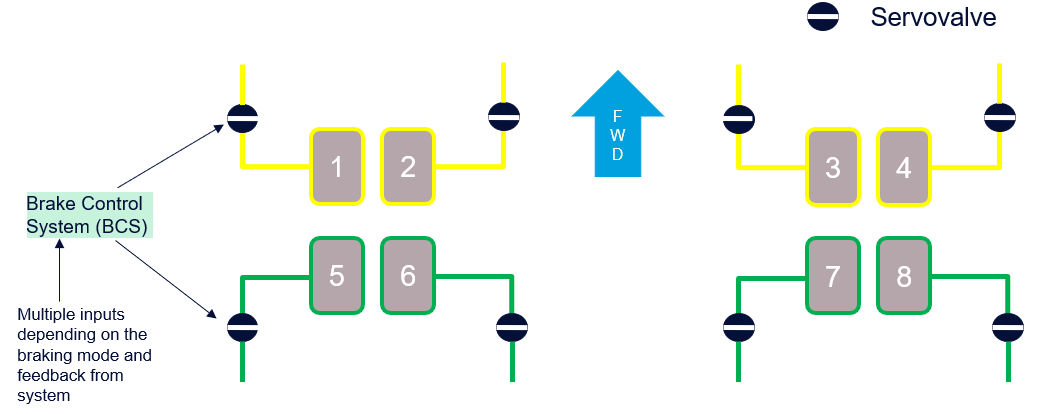 Servovalve
F
W
D
1
2
3
4
Brake Control
System (BCS)
5
6
7
8
Multiple inputs
depending on the
braking mode and
feedback from
system